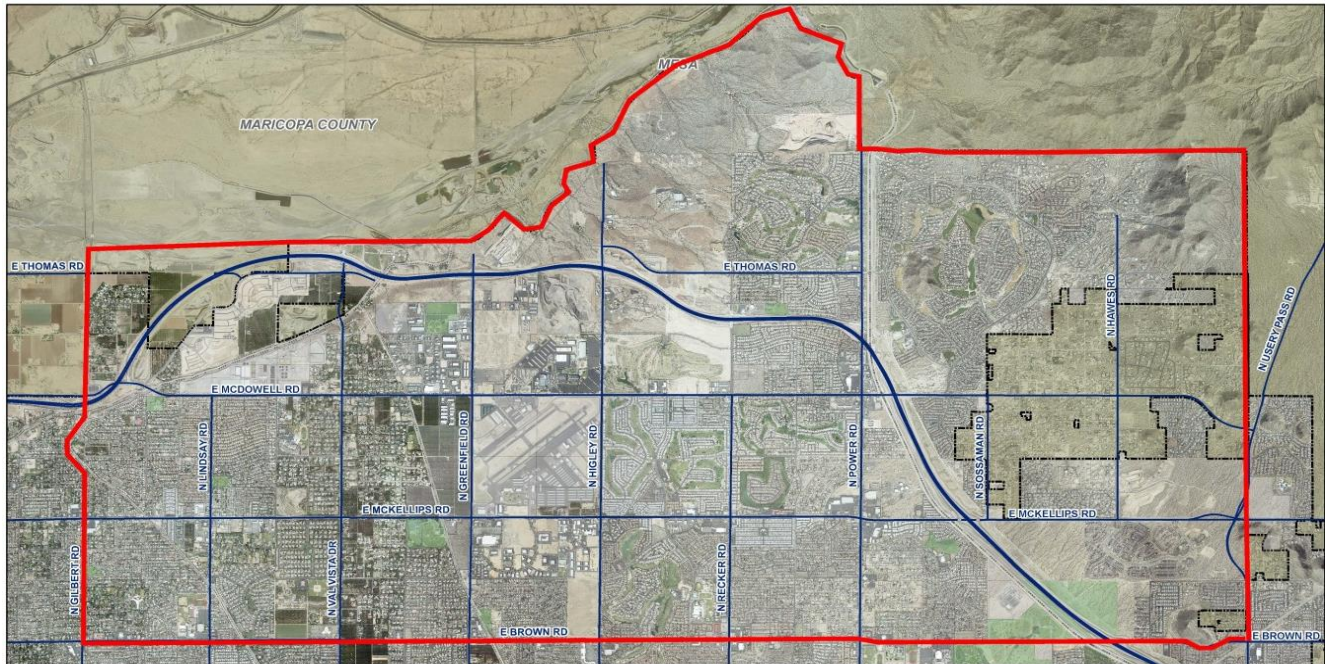 MESA
MARICOPA COUNTY
E THOMAS RD
E THOMAS RD
N HAWES RD
N USERY PASS RD
E MCDOWELL RD
N LINDSAY RD
N GREENFIELD RD
N HIGLEY RD
N POWER RD
N SOSSAMAN RD
E MCKELLIPS RD
E MCKELLIPS RD
N GILBERT RD
N VAL VISTA DR
N RECKER RD
E BROWN RD
E BROWN RD